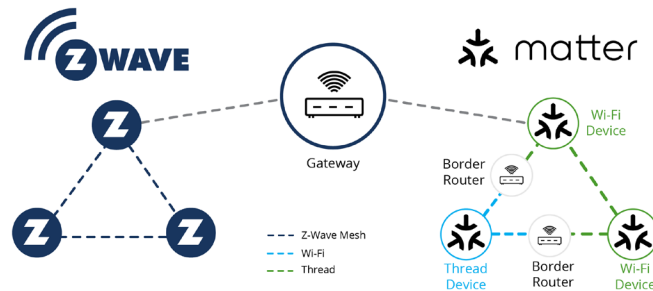 Z WAVE
matter
Z
Z
Z
Gateway
Wi-Fi
Device
Border
Router
Z-Wave Mesh
Wi-Fi
Thread
Thread
Device
Border
Router
Wi-Fi
Device